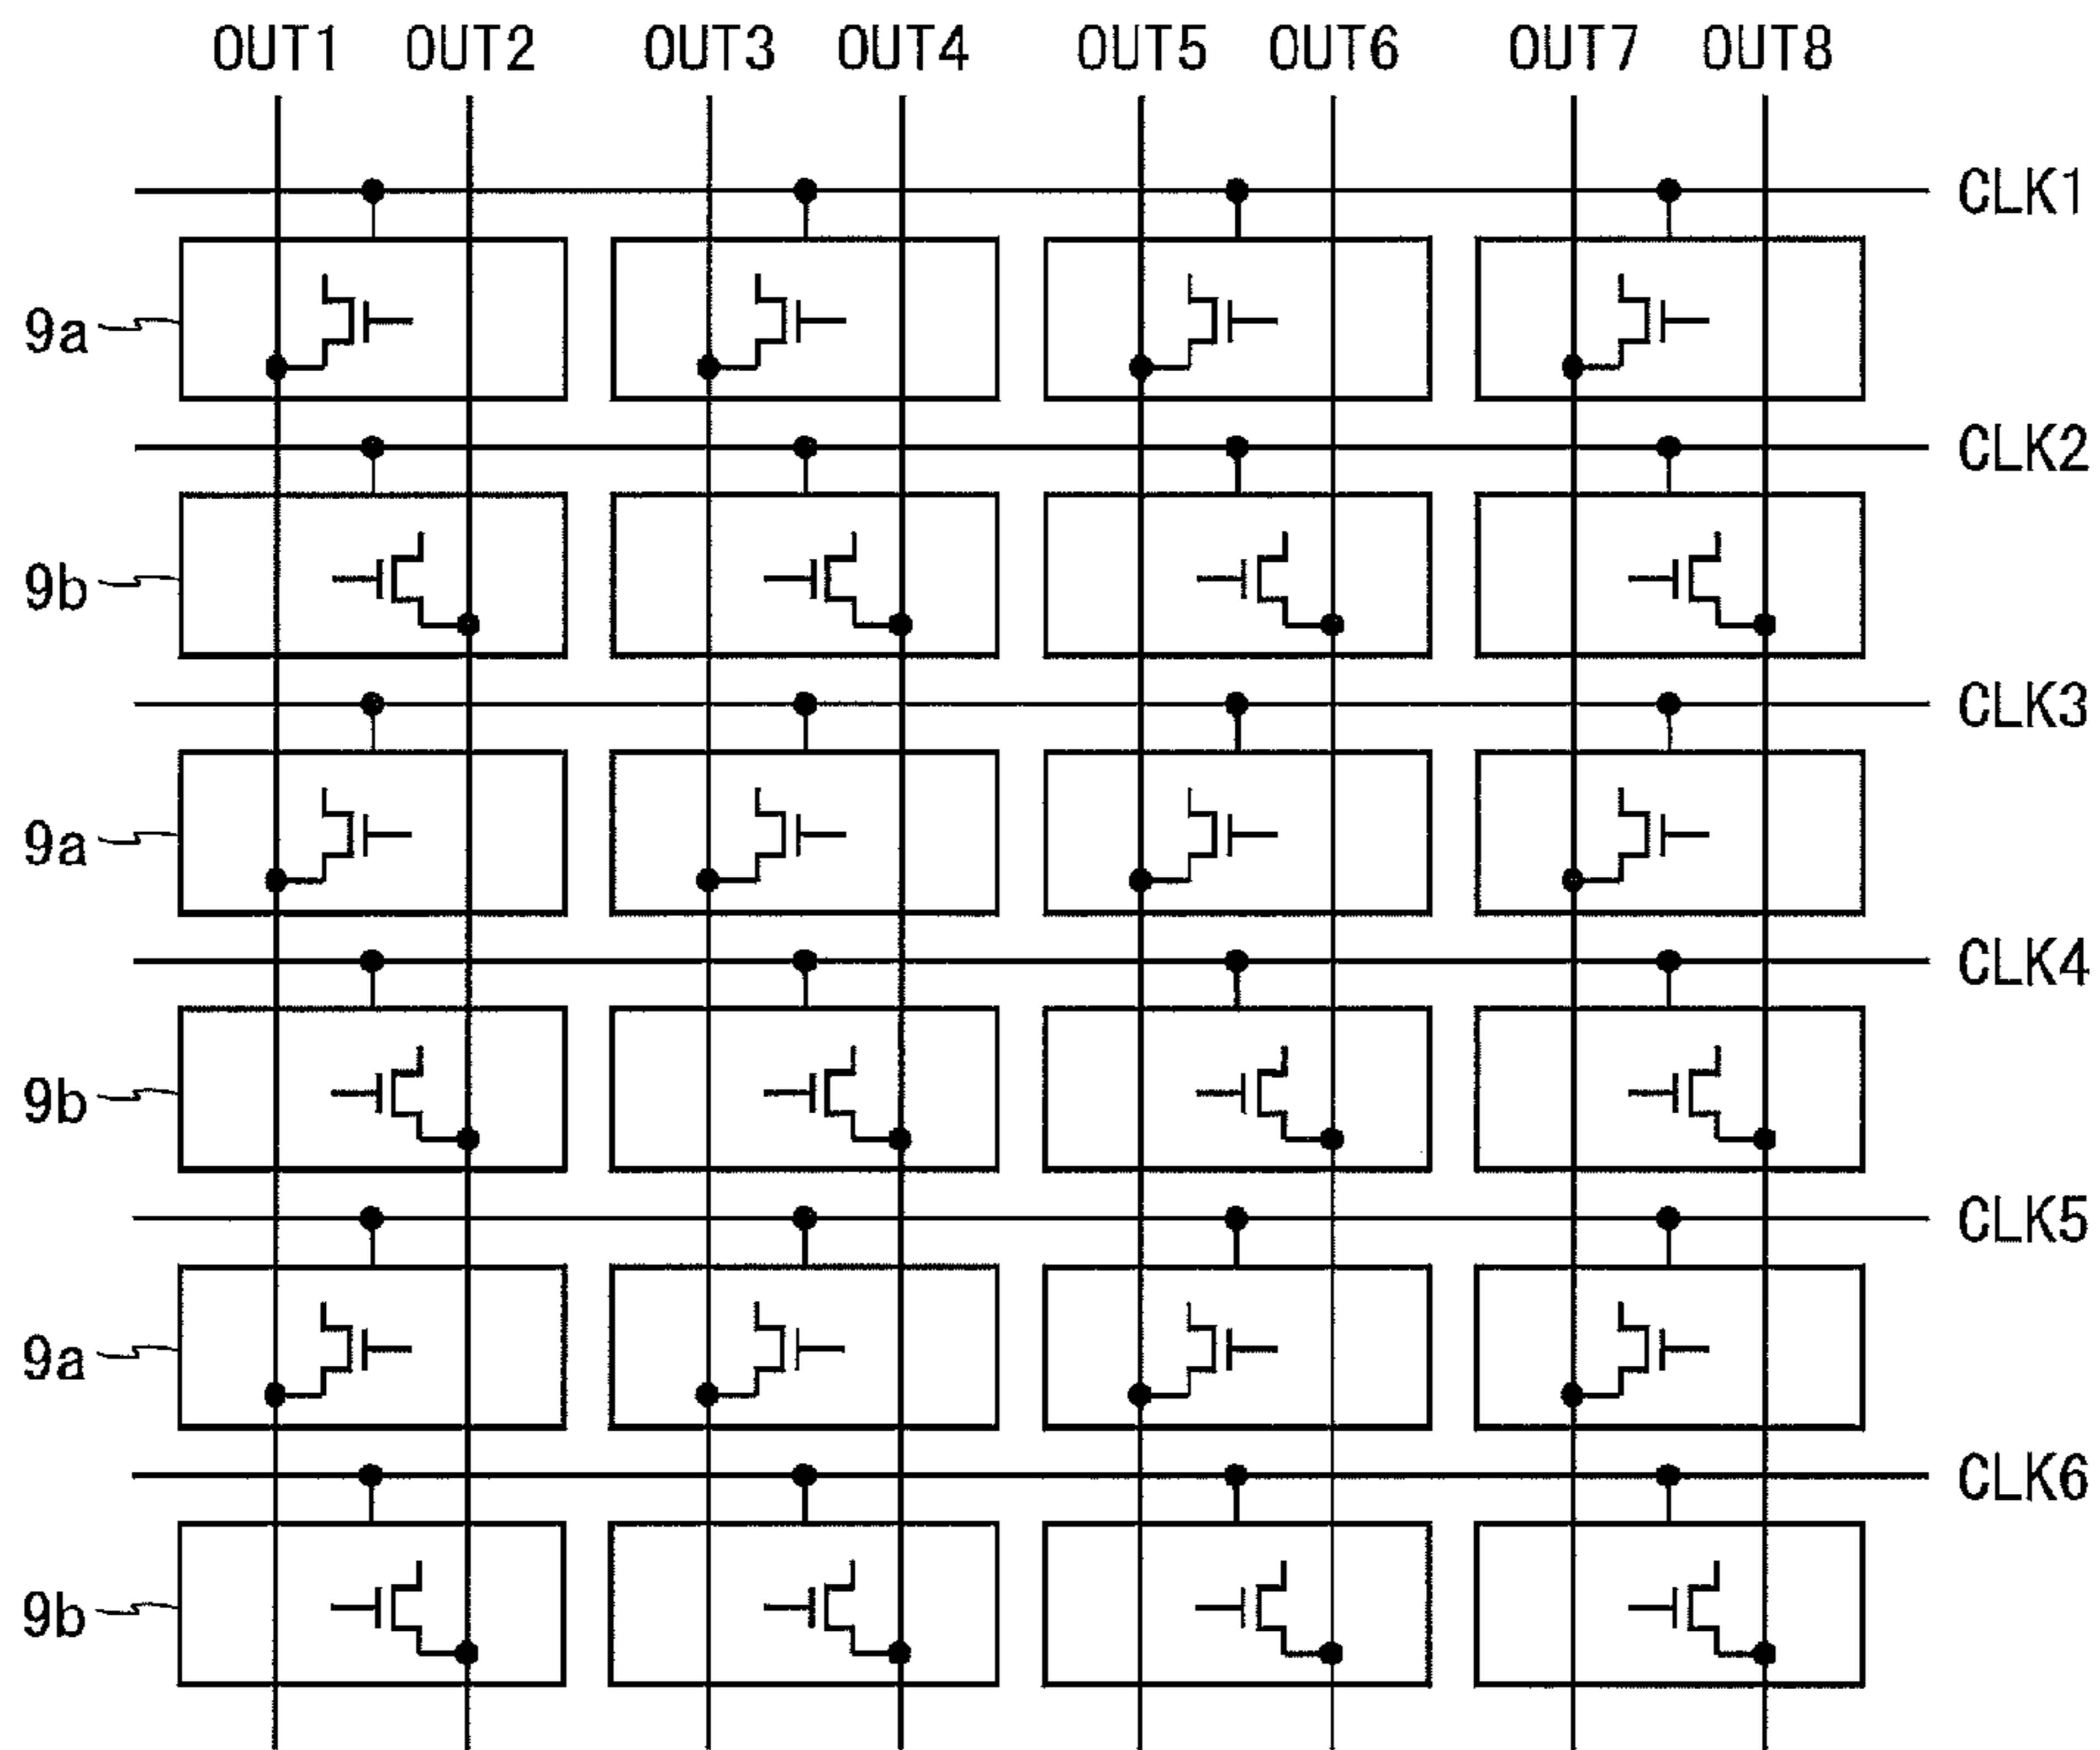 OUT1 OUT2 OUT3 OUT4 OUT5 OUT6 OUT7 OUT8
CLK1
9a
CLK2
9b
CLK3
9a
CLK4
9b
CLK5
9a
CLK6
9b